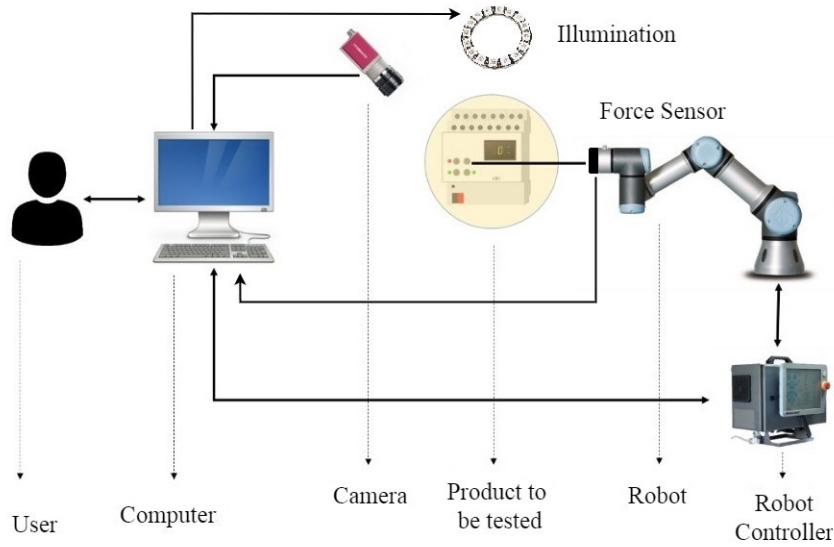 Illumination
Force Sensor
User
Computer
Camera
Product to
be tested
Robot
Robot
Controller